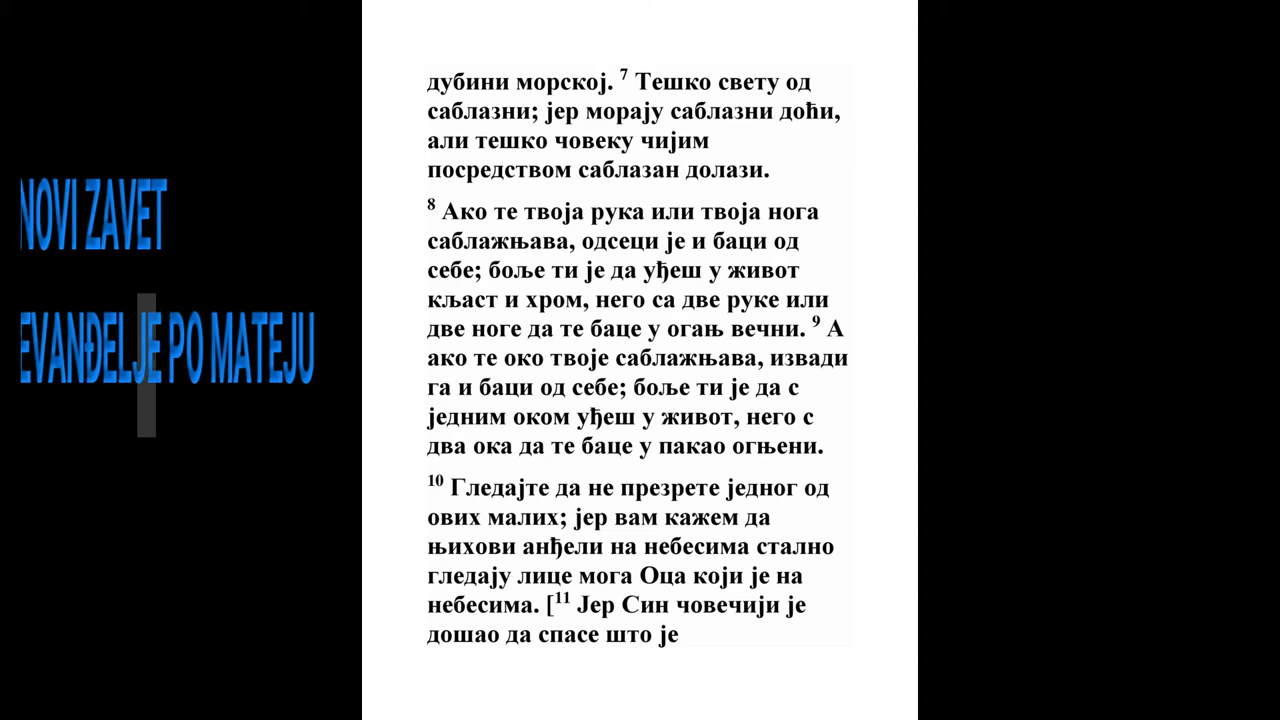 NOVI ZAVET
EVANĐELJE PO MATEJU
дубини морској. 7 Тешко свету од
саблазни; јер морају саблазни доћи,
али тешко човеку чијим
посредством саблазан долази.
8 Ако те твоја рука или твоја нога
саблажњава, одсеци је и баци од
себе; боље ти је да уђеш у живот
кљаст и хром, него са две руке или
две ноге да те баце у огањ вечни. 9 А
ако те око твоје саблажњава, извади
га и баци од себе; боље ти је да с
једним оком уђеш у живот, него с
два ока да те баце у пакао огњени.
10 Гледајте да не презрете једног од
ових малих; јер вам кажем да
њихови анђели на небесима стално
гледају лице мога Оца који је на
небесима. [11 Јер Син човечији је
дошао да спасе што је